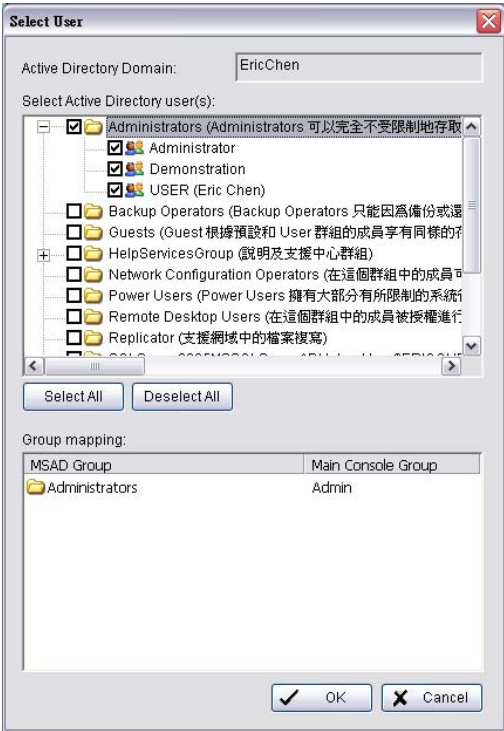 Select User
Active Directory Domain: EricChen
Select Active Directory user(s):
Administrators (Administrators 可以完全不受限制地存取
Administrator
Demonstration
USER (Eric Chen)
Backup Operators (Backup Operators 只能因為備份或還
Guests (Guest 根據預設和 User 群組的成員享有同樣的存
HelpServicesGroup (說明及支援中心群組)
Network Configuration Operators (在這個群組中的成員可
Power Users (Power Users 擁有大部分有所限制的系統
Remote Desktop Users (在這個群組中的成員被授權進行
Replicator (支援網域中的檔案複寫)
Select All Deselect All
Group mapping:
MSAD Group Main Console Group
Administrators Admin
OK Cancel